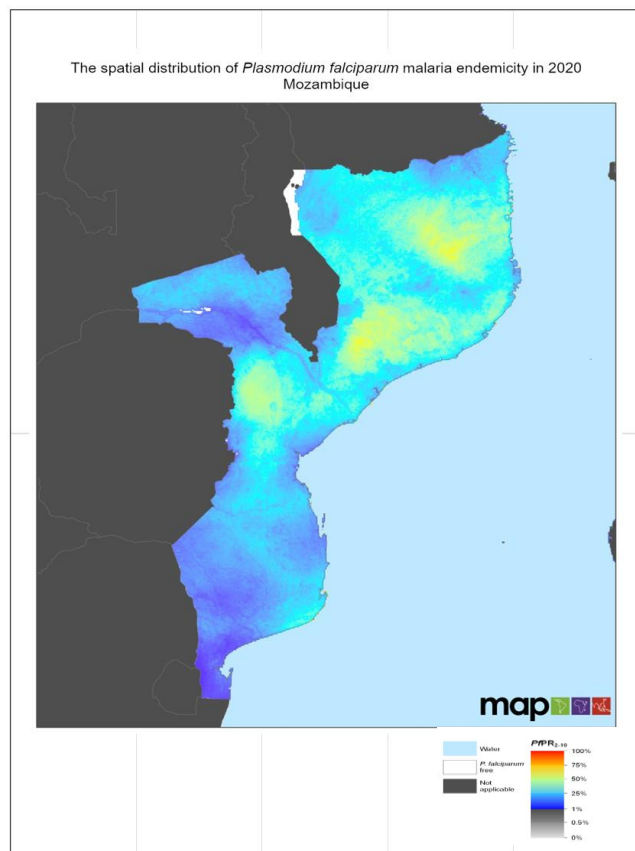 The spatial distribution of Plasmodium falciparum malaria endemicity in 2020
Mozambique
map
Water
P. falciparum
free
Not
applicable
PfPR2-10
100%
75%
50%
25%
1%
0.5%
0%